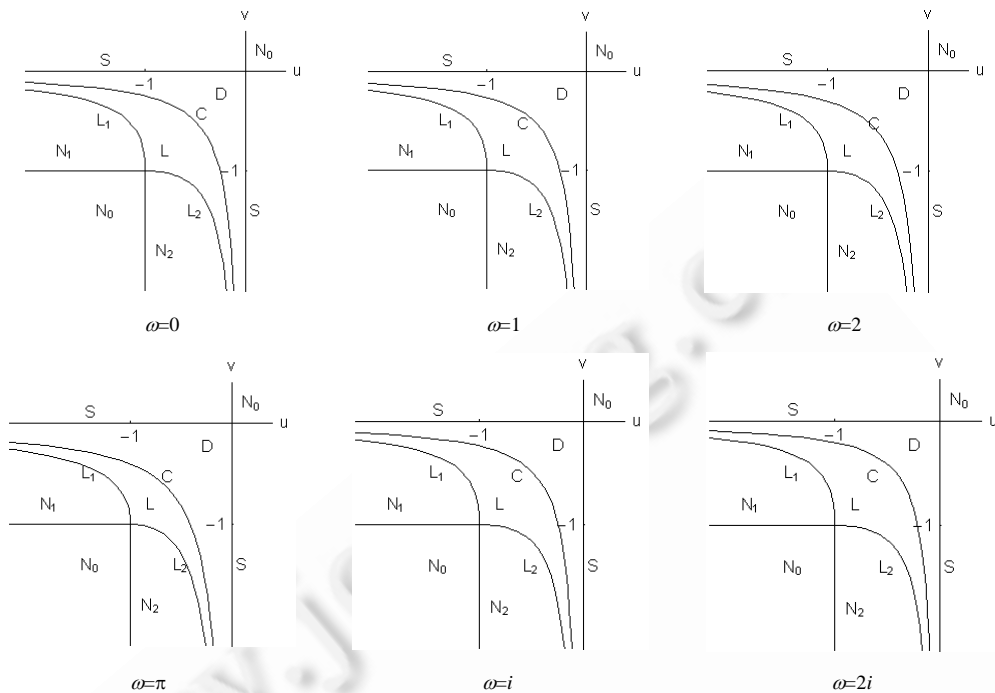 v v v
N₀ N₀ N₀
S u S u S u
−1 −1 −1
D D D
C C C
L₁ L₁ L₁
N₁ L N₁ L N₁ L
−1 −1 −1
N₀ L₂ S N₀ L₂ S N₀ L₂ S
N₂ N₂ N₂
ω=0 ω=1 ω=2
v v v
N₀ N₀ N₀
S u S u S u
−1 −1 −1
D D D
L₁ C L₁ C L₁ C
N₁ L N₁ L N₁ L
−1 −1 −1
N₀ L₂ S N₀ L₂ S N₀ L₂ S
N₂ N₂ N₂
ω=π ω=i ω=2i